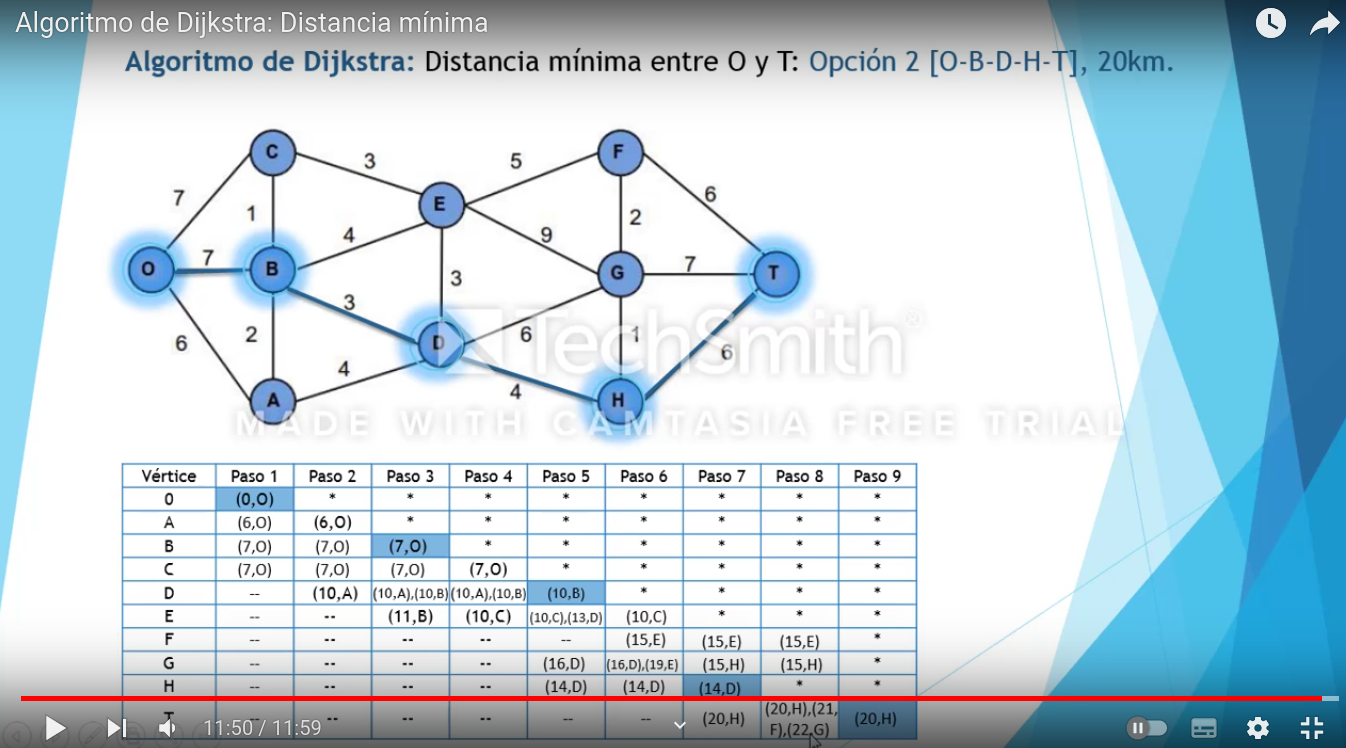 Algoritmo de Dijkstra: Distancia mínima
Algoritmo de Dijkstra: Distancia mínima entre O y T: Opción 2 [O-B-D-H-T], 20km.
C
3
5
F
7
1
E
6
4
9
2
O
7
B
G
7
T
3
3
6
2
D
6
1
6
4
4
A
H
TechSmith®
MADE WITH CAMTASIA FREE TRIAL
Vértice Paso 1 Paso 2 Paso 3 Paso 4 Paso 5 Paso 6 Paso 7 Paso 8 Paso 9
0 (0,O) * * * * * * * *
A (6,O) (6,O) * * * * * * *
B (7,O) (7,O) (7,O) * * * * * *
C (7,O) (7,O) (7,O) (7,O) * * * * *
D -- (10,A) (10,A),(10,B) (10,A),(10,B) (10,B) * * * *
E -- -- (11,B) (10,C) (10,C),(13,D) (10,C) * * *
F -- -- -- -- -- (15,E) (15,E) (15,E) *
G -- -- -- -- (16,D) (16,D),(19,E) (15,H) (15,H) *
H -- -- -- -- (14,D) (14,D) (14,D) * *
T -- -- -- -- -- -- (20,H) (20,H),(21,F),(22,G) (20,H)
11:50 / 11:59